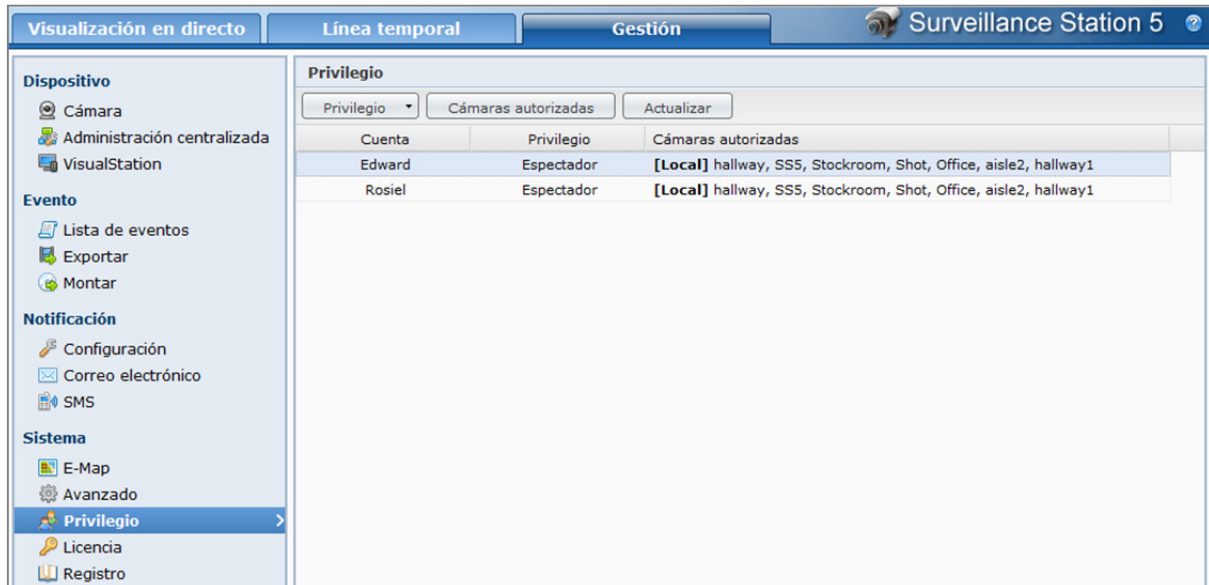 Visualización en directo
Línea temporal
Gestión
Surveillance Station 5
Dispositivo
Cámara
Administración centralizada
VisualStation
Evento
Lista de eventos
Exportar
Montar
Notificación
Configuración
Correo electrónico
SMS
Sistema
E-Map
Avanzado
Privilegio
Licencia
Registro
Privilegio
Privilegio Cámaras autorizadas Actualizar
Cuenta Privilegio Cámaras autorizadas
Edward Espectador [Local] hallway, SS5, Stockroom, Shot, Office, aisle2, hallway1
Rosiel Espectador [Local] hallway, SS5, Stockroom, Shot, Office, aisle2, hallway1